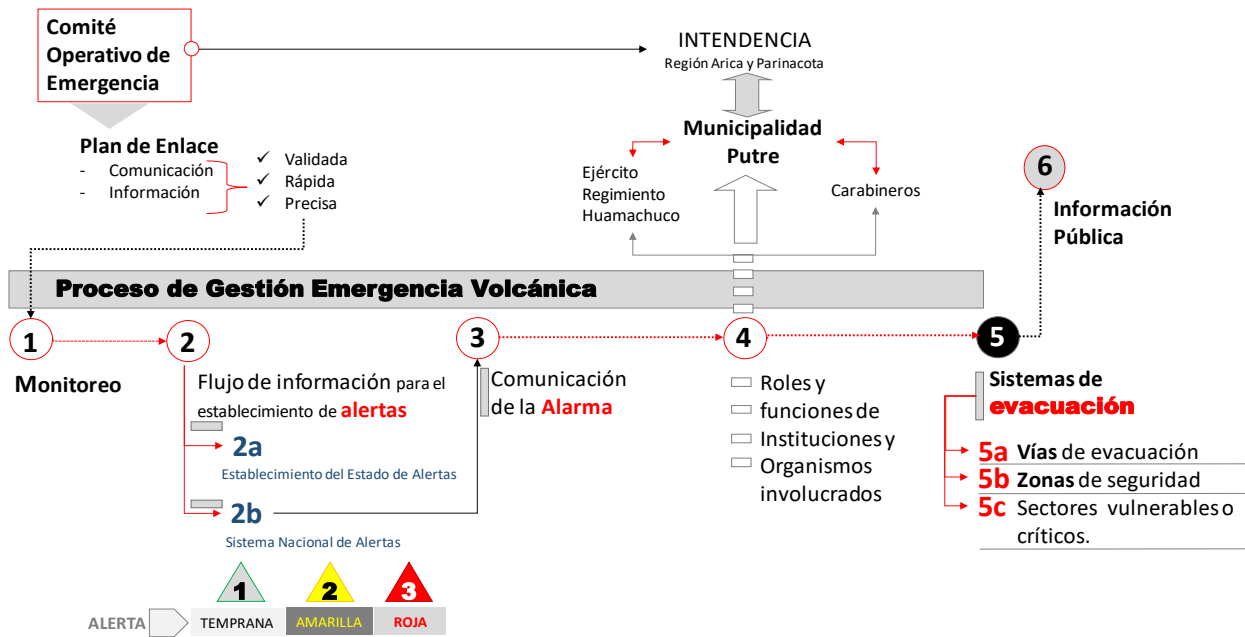 Comité
Operativo de
Emergencia
INTENDENCIA
Región Arica y Parinacota
Plan de Enlace
- Comunicación
- Información
✓ Validada
✓ Rápida
✓ Precisa
Municipalidad
Putre
Ejército
Regimiento
Huamachuco
Carabineros
6
Información
Pública
Proceso de Gestión Emergencia Volcánica
1
Monitoreo
2
Flujo de información para el
establecimiento de alertas
2a
Establecimiento del Estado de Alertas
2b
Sistema Nacional de Alertas
3
Comunicación
de la Alarma
4
Roles y
funciones de
Instituciones y
Organismos
involucrados
5
Sistemas de
evacuación
5a Vías de evacuación
5b Zonas de seguridad
5c Sectores vulnerables o
críticos.
1
2
3
ALERTA
TEMPRANA
AMARILLA
ROJA